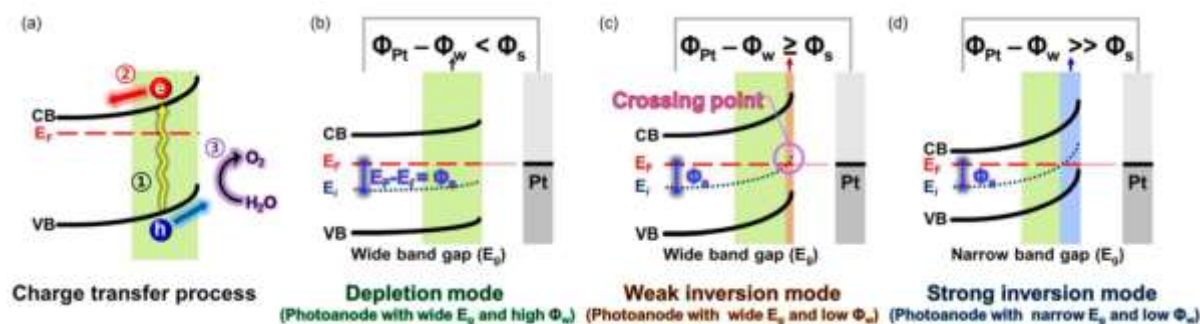 (a)
②
e
CB
E_F
③
O₂
①
H₂O
VB
h
Charge transfer process
(b)
Φ_Pt − Φ_w < Φ_s
CB
E_F
E_F-E_i = Φ_s
E_i
Pt
VB
Wide band gap (E_g)
Depletion mode
(Photoanode with wide E_g and high Φ_w)
(c)
Φ_Pt − Φ_w ≥ Φ_s
Crossing point
CB
E_F
Φ_s
E_i
Pt
VB
Wide band gap (E_g)
Weak inversion mode
(Photoanode with wide E_g and low Φ_w)
(d)
Φ_Pt − Φ_w >> Φ_s
CB
E_F
Φ_s
E_i
Pt
VB
Narrow band gap (E_g)
Strong inversion mode
(Photoanode with narrow E_g and low Φ_w)